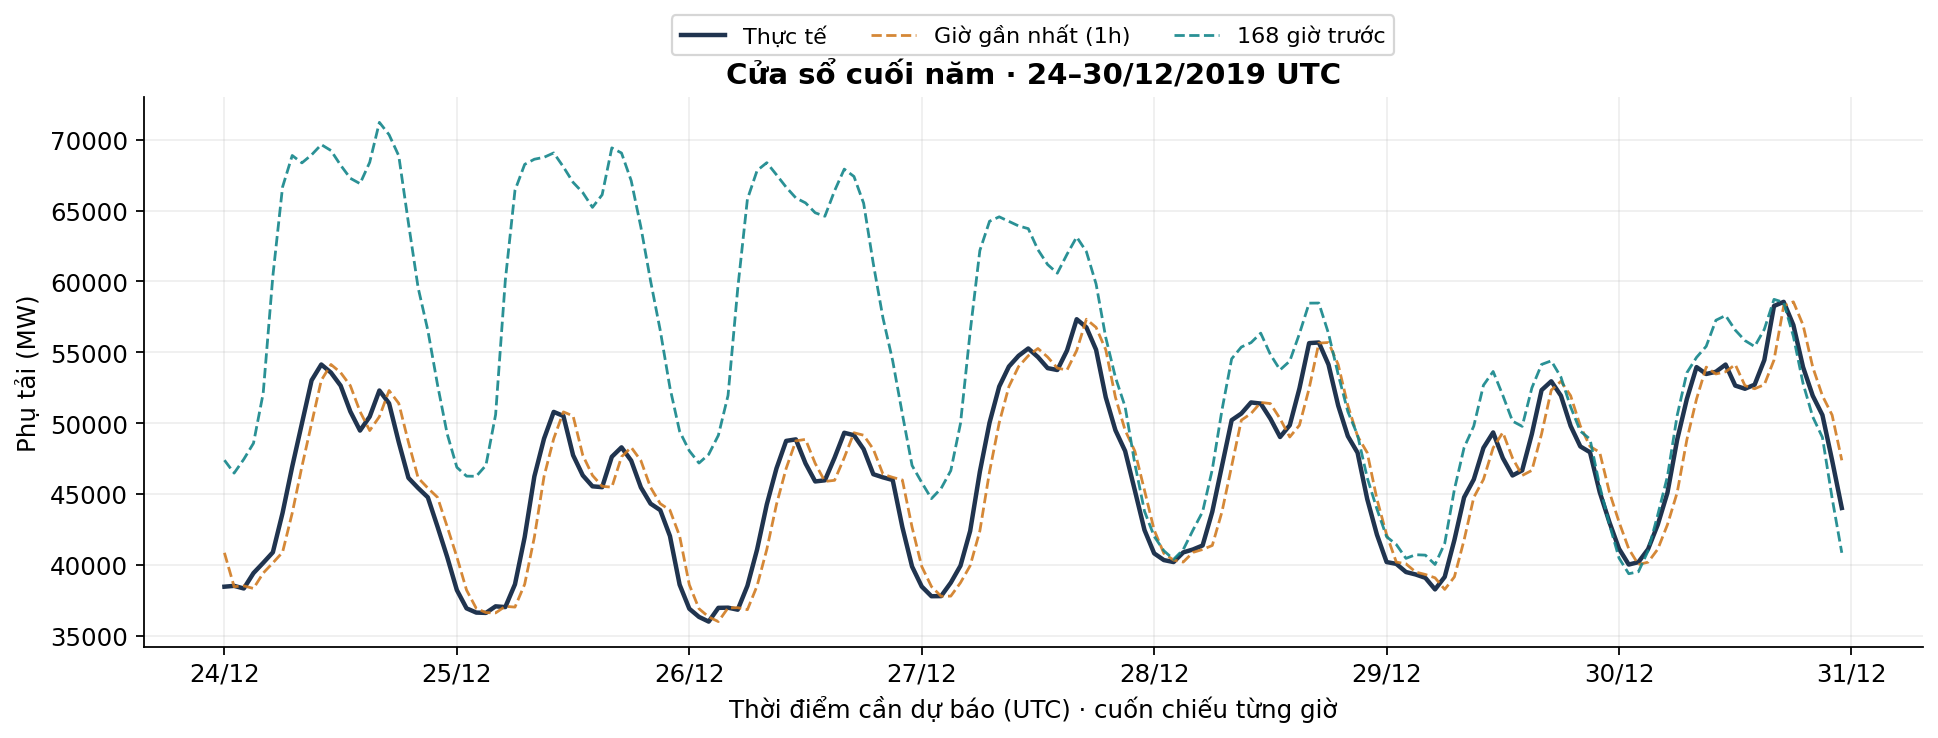 Thực tế Giờ gần nhất (1h) 168 giờ trước
Cửa sổ cuối năm · 24–30/12/2019 UTC
Phụ tải (MW)
70000
65000
60000
55000
50000
45000
40000
35000
24/12 25/12 26/12 27/12 28/12 29/12 30/12 31/12
Thời điểm cần dự báo (UTC) · cuốn chiếu từng giờ